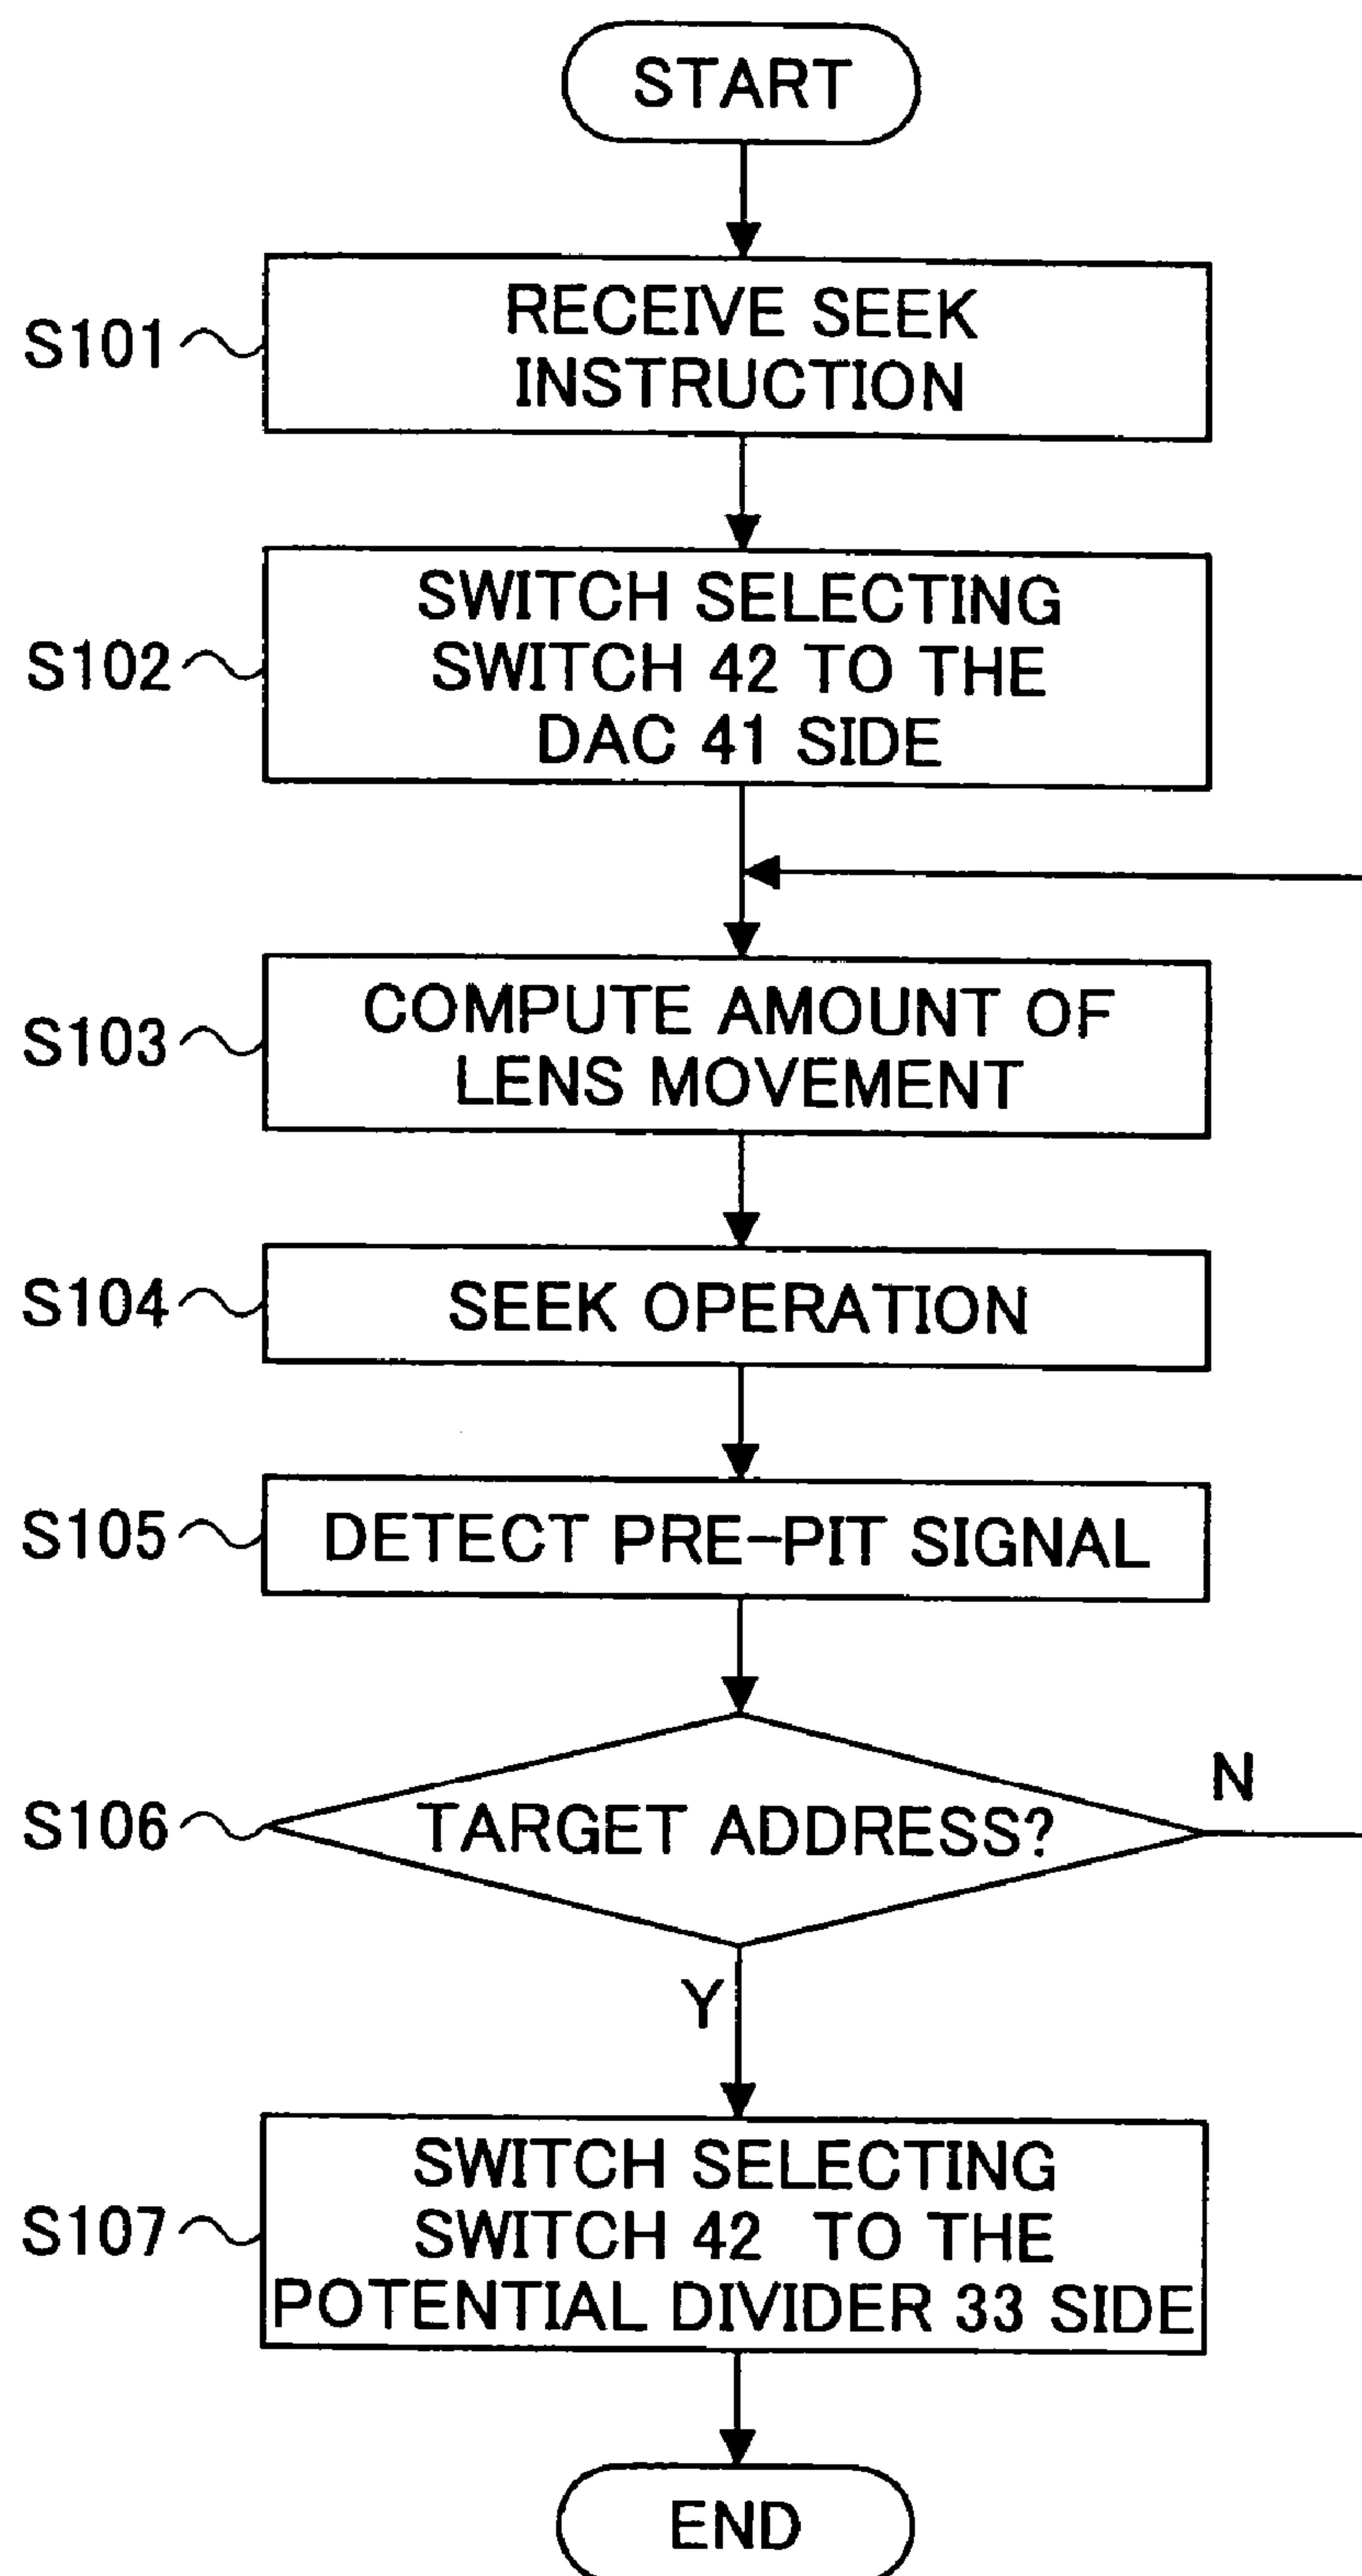 START
S101
RECEIVE SEEK
INSTRUCTION
S102
SWITCH SELECTING
SWITCH 42 TO THE
DAC 41 SIDE
S103
COMPUTE AMOUNT OF
LENS MOVEMENT
S104
SEEK OPERATION
S105
DETECT PRE-PIT SIGNAL
S106
TARGET ADDRESS?
N
Y
S107
SWITCH SELECTING
SWITCH 42 TO THE
POTENTIAL DIVIDER 33 SIDE
END